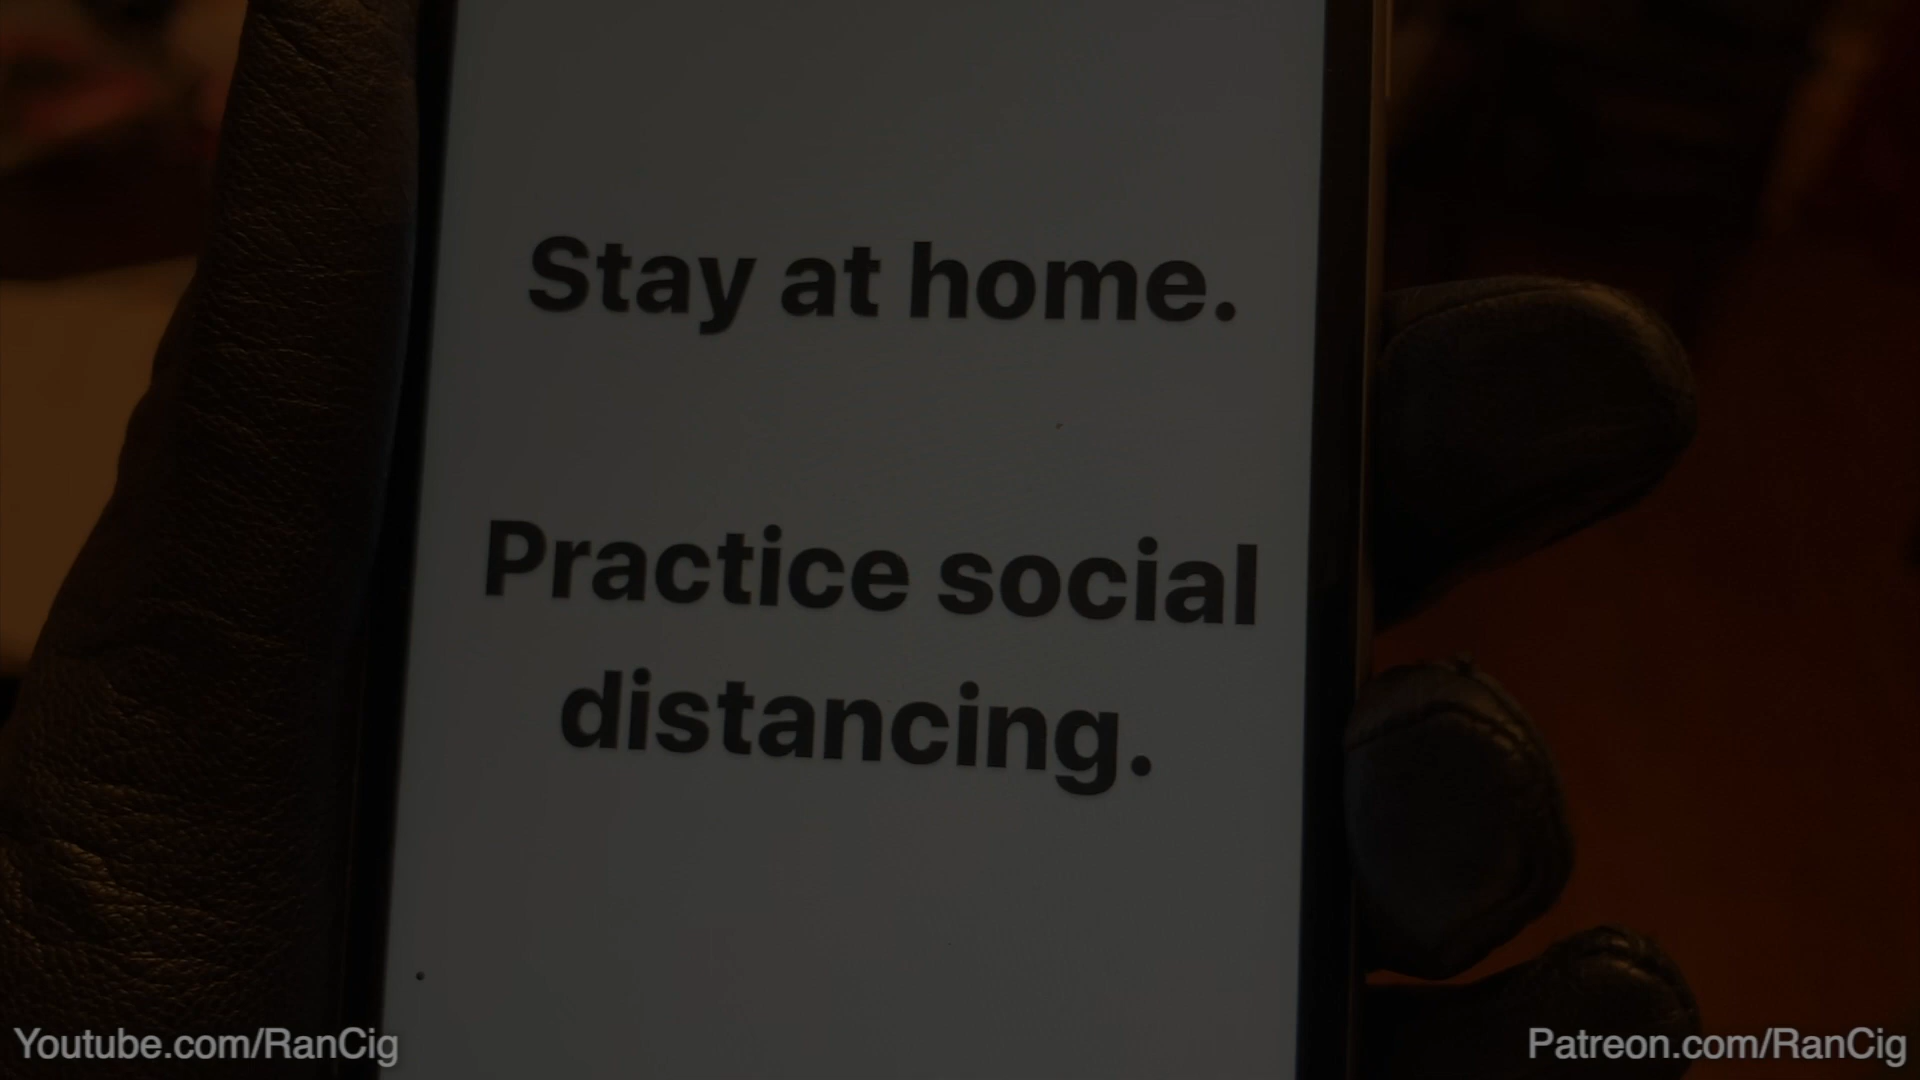 Stay at home.
Practice social
distancing.
Youtube.com/RanCig
Patreon.com/RanCig